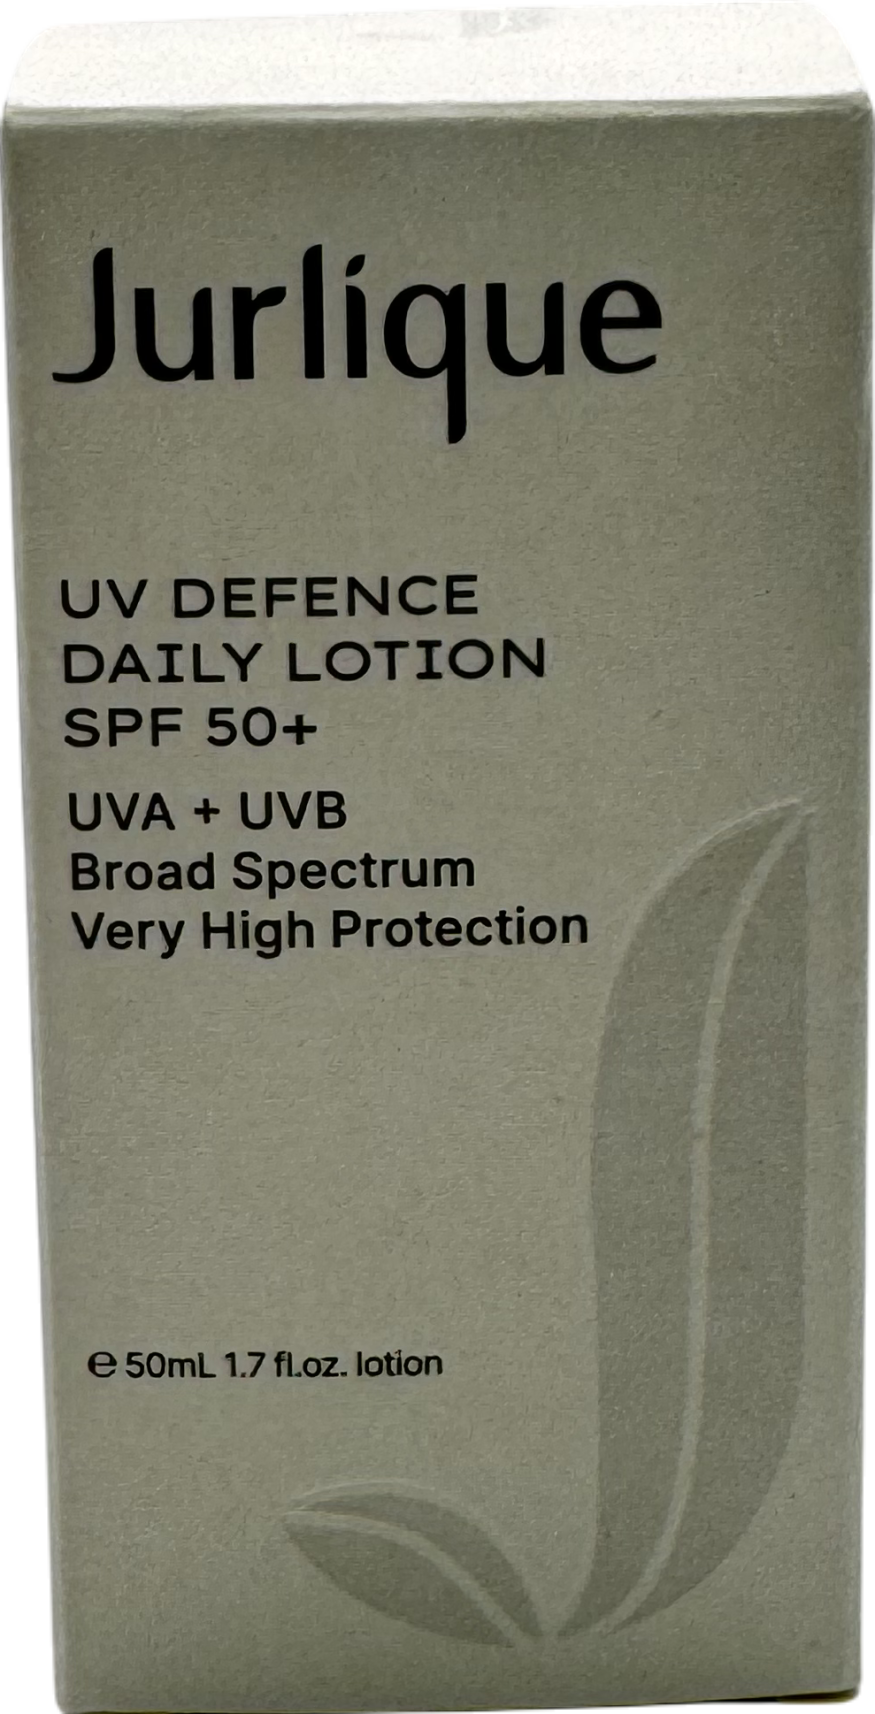 Jurlique
UV DEFENCE
DAILY LOTION
SPF 50+
UVA + UVB
Broad Spectrum
Very High Protection
℮ 50mL 1.7 fl.oz. lotion